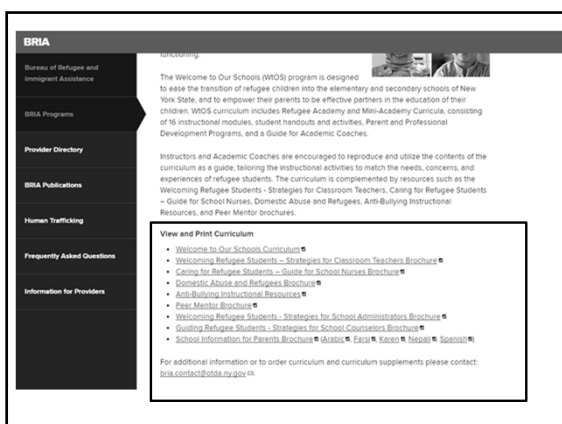 BRIA
Bureau of Refugee and
Immigrant Assistance
BRIA Programs
Provider Directory
BRIA Publications
Human Trafficking
Frequently Asked Questions
Information for Providers
functioning.
The Welcome to Our Schools (WtOS) program is designed
to ease the transition of refugee children into the elementary and secondary schools of New
York State, and to empower their parents to be effective partners in the education of their
children. WtOS curriculum includes Refugee Academy and Mini-Academy Curricula, consisting
of 16 instructional modules, student handouts and activities, Parent and Professional
Development Programs, and a Guide for Academic Coaches.
Instructors and Academic Coaches are encouraged to reproduce and utilize the contents of the
curriculum as a guide, tailoring the instructional activities to match the needs, concerns, and
experiences of refugee students. The curriculum is complemented by resources such as the
Welcoming Refugee Students - Strategies for Classroom Teachers, Caring for Refugee Students
– Guide for School Nurses, Domestic Abuse and Refugees, Anti-Bullying Instructional
Resources, and Peer Mentor brochures.
View and Print Curriculum
• Welcome to Our Schools Curriculum
• Welcoming Refugee Students – Strategies for Classroom Teachers Brochure
• Caring for Refugee Students – Guide for School Nurses Brochure
• Domestic Abuse and Refugees Brochure
• Anti-Bullying Instructional Resources
• Peer Mentor Brochure
• Welcoming Refugee Students - Strategies for School Administrators Brochure
• Guiding Refugee Students - Strategies for School Counselors Brochure
• School Information for Parents Brochure (Arabic, Farsi, Karen, Nepali, Spanish)
For additional information or to order curriculum and curriculum supplements please contact:
bria.contact@otda.ny.gov.